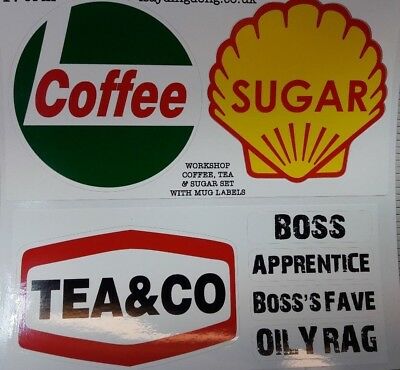 Coffee
SUGAR
WORKSHOP
COFFEE, TEA
& SUGAR SET
WITH MUG LABELS
TEA&CO
BOSS
APPRENTICE
BOSS'S FAVE
OILY RAG